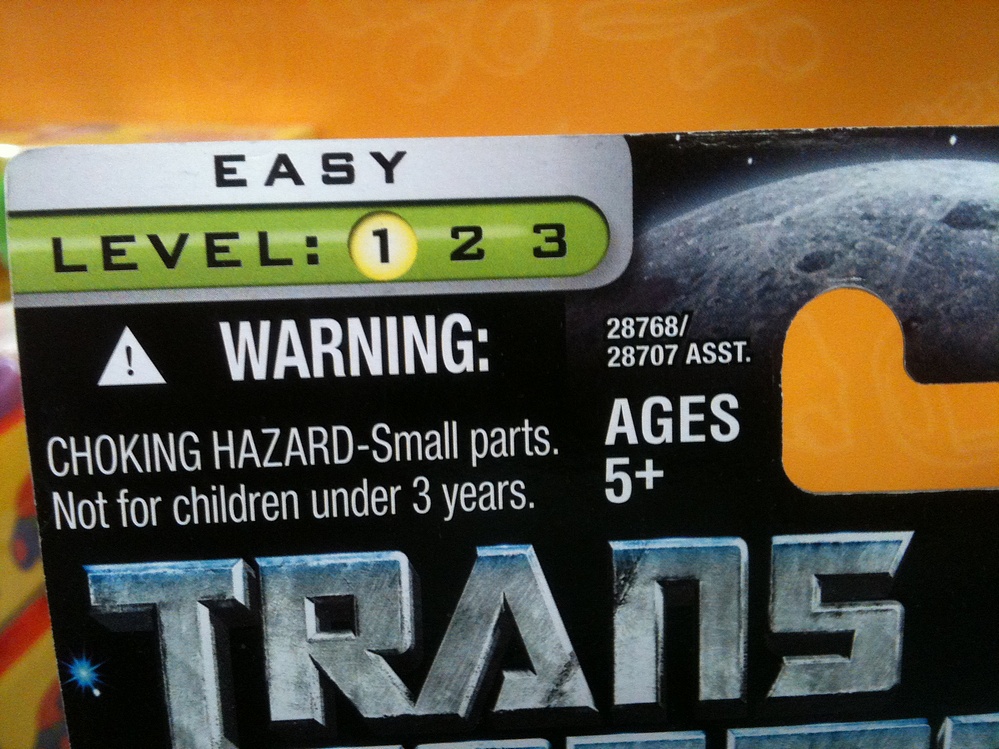 EASY
LEVEL: 1 2 3
WARNING:
CHOKING HAZARD-Small parts.
Not for children under 3 years.
28768/
28707 ASST.
AGES
5+
TRANS